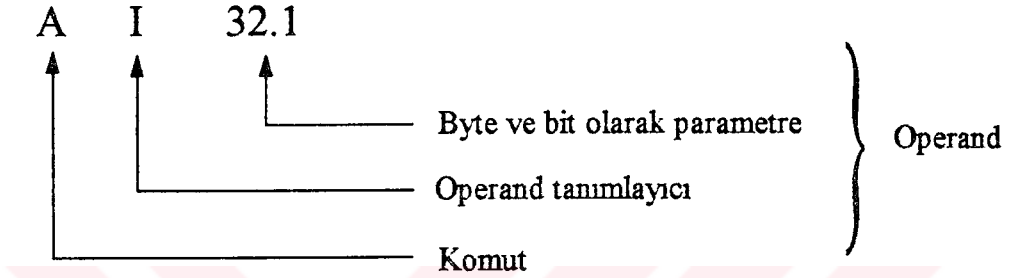 A I 32.1
Byte ve bit olarak parametre
Operand
Operand tanımlayıcı
Komut